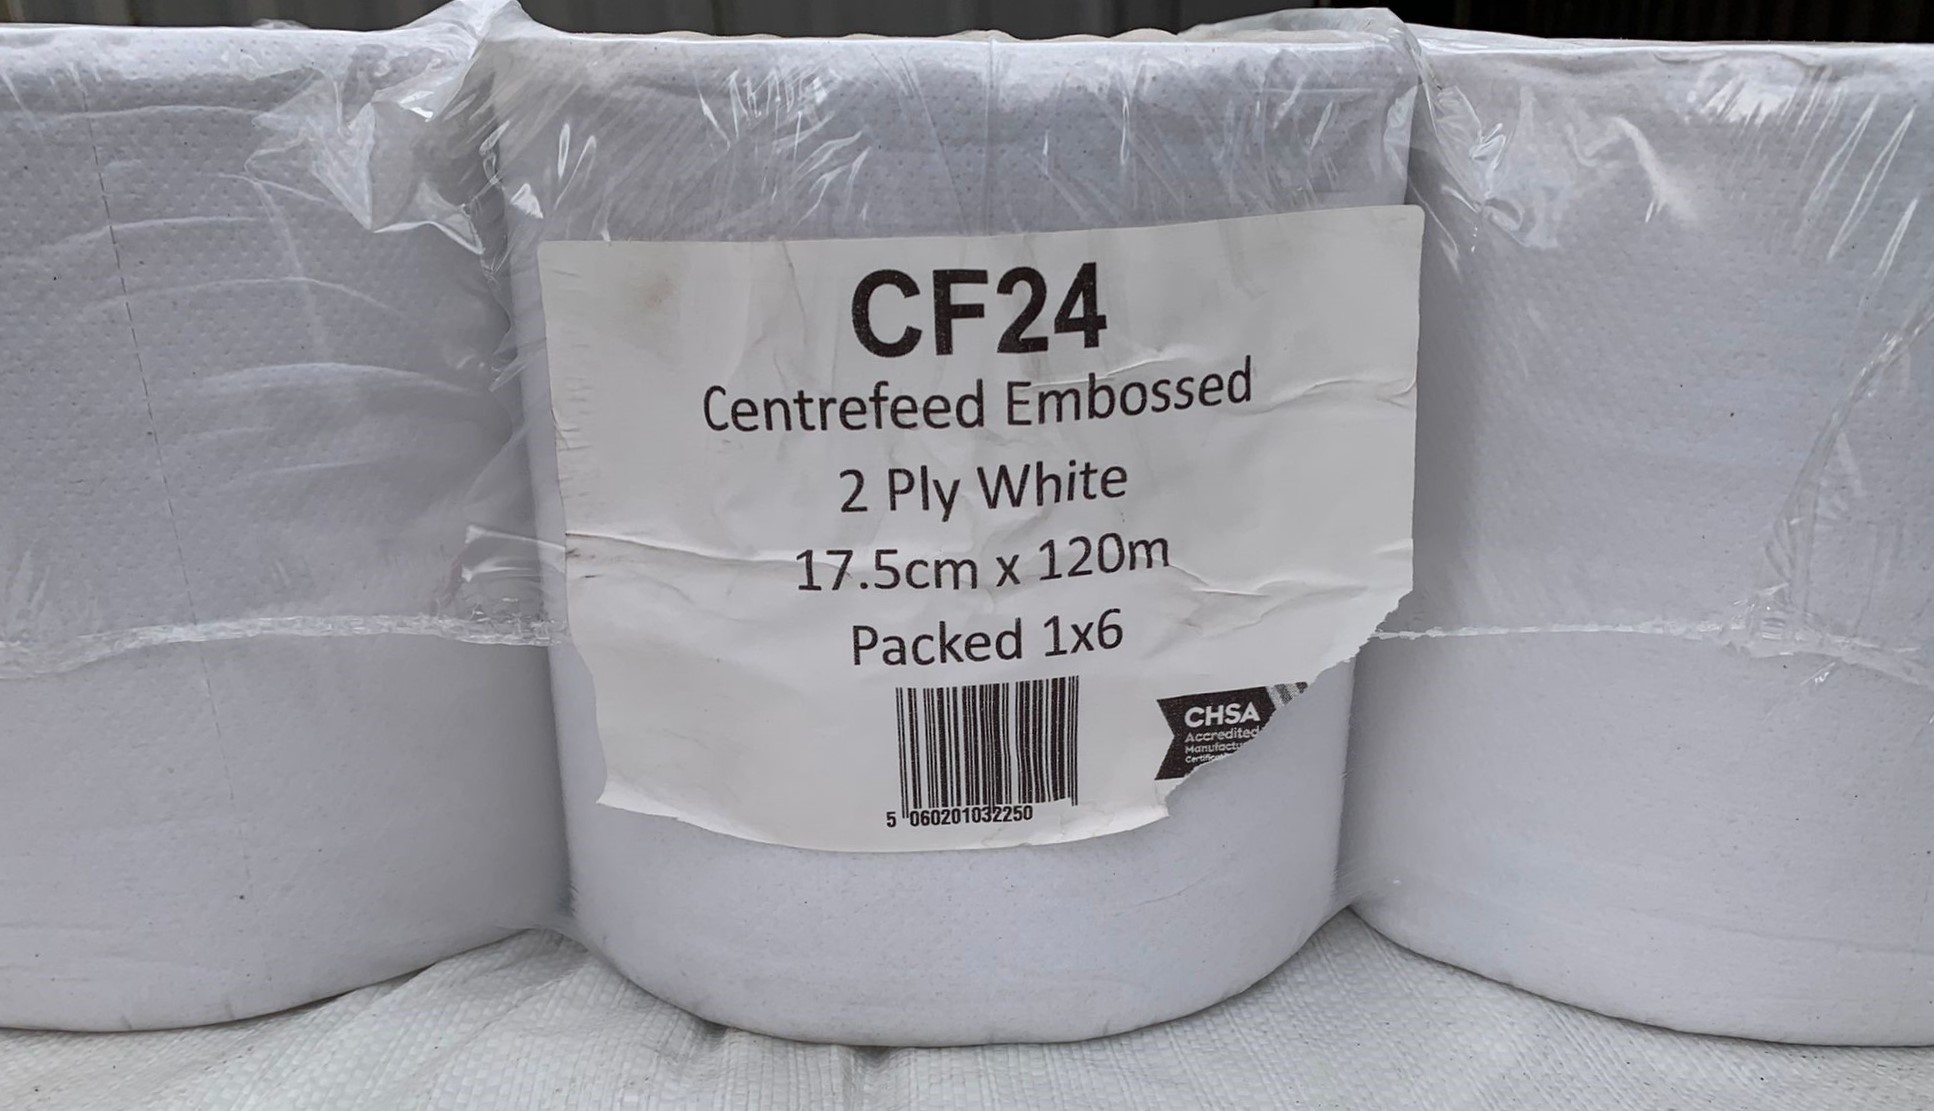 CF24
Centrefeed Embossed
2 Ply White
17.5cm x 120m
Packed 1x6
5 060201032250
CHSA
Accredited